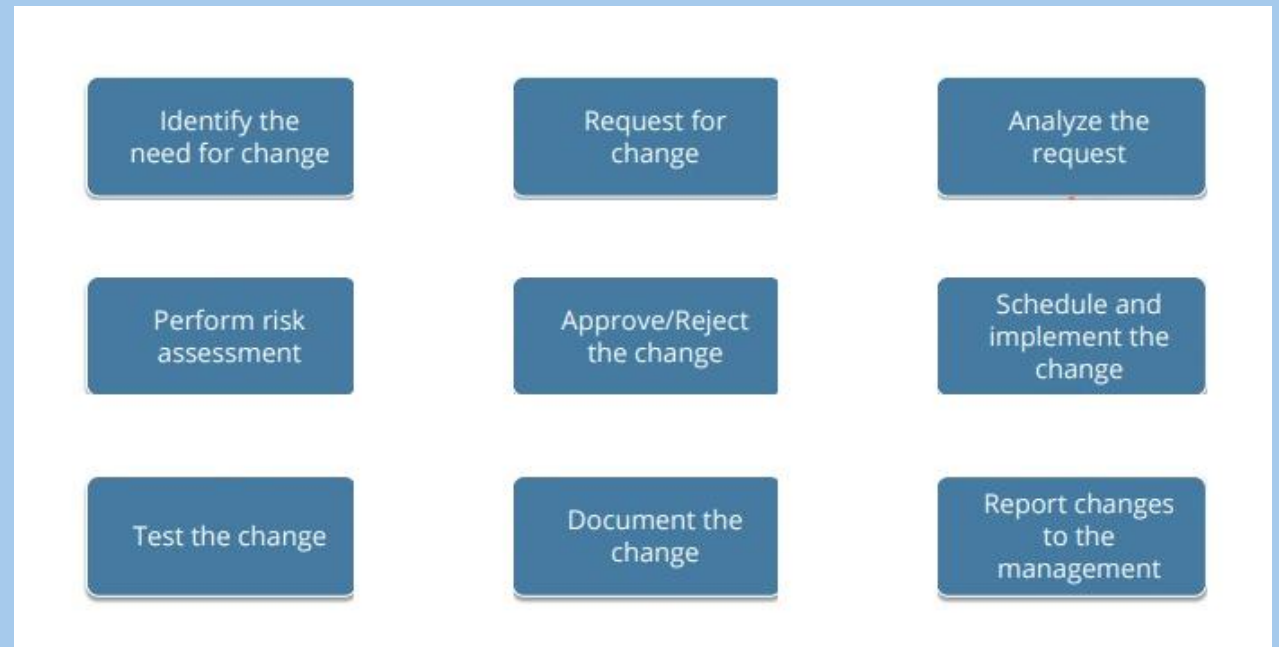 Identify the
need for change
Request for
change
Analyze the
request
Perform risk
assessment
Approve/Reject
the change
Schedule and
implement the
change
Test the change
Document the
change
Report changes
to the
management